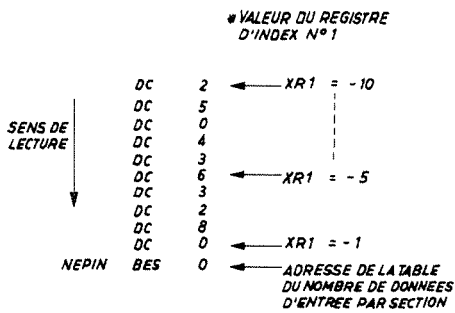 * VALEUR DU REGISTRE
D'INDEX N° 1
DC 2 XR1 = -10
DC 5
SENS DE LECTURE
DC 0
DC 4
DC 3
DC 6 XR1 = -5
DC 3
DC 2
DC 8
DC 0 XR1 = -1
NEPIN BES 0 ADRESSE DE LA TABLE
DU NOMBRE DE DONNEES
D'ENTREE PAR SECTION